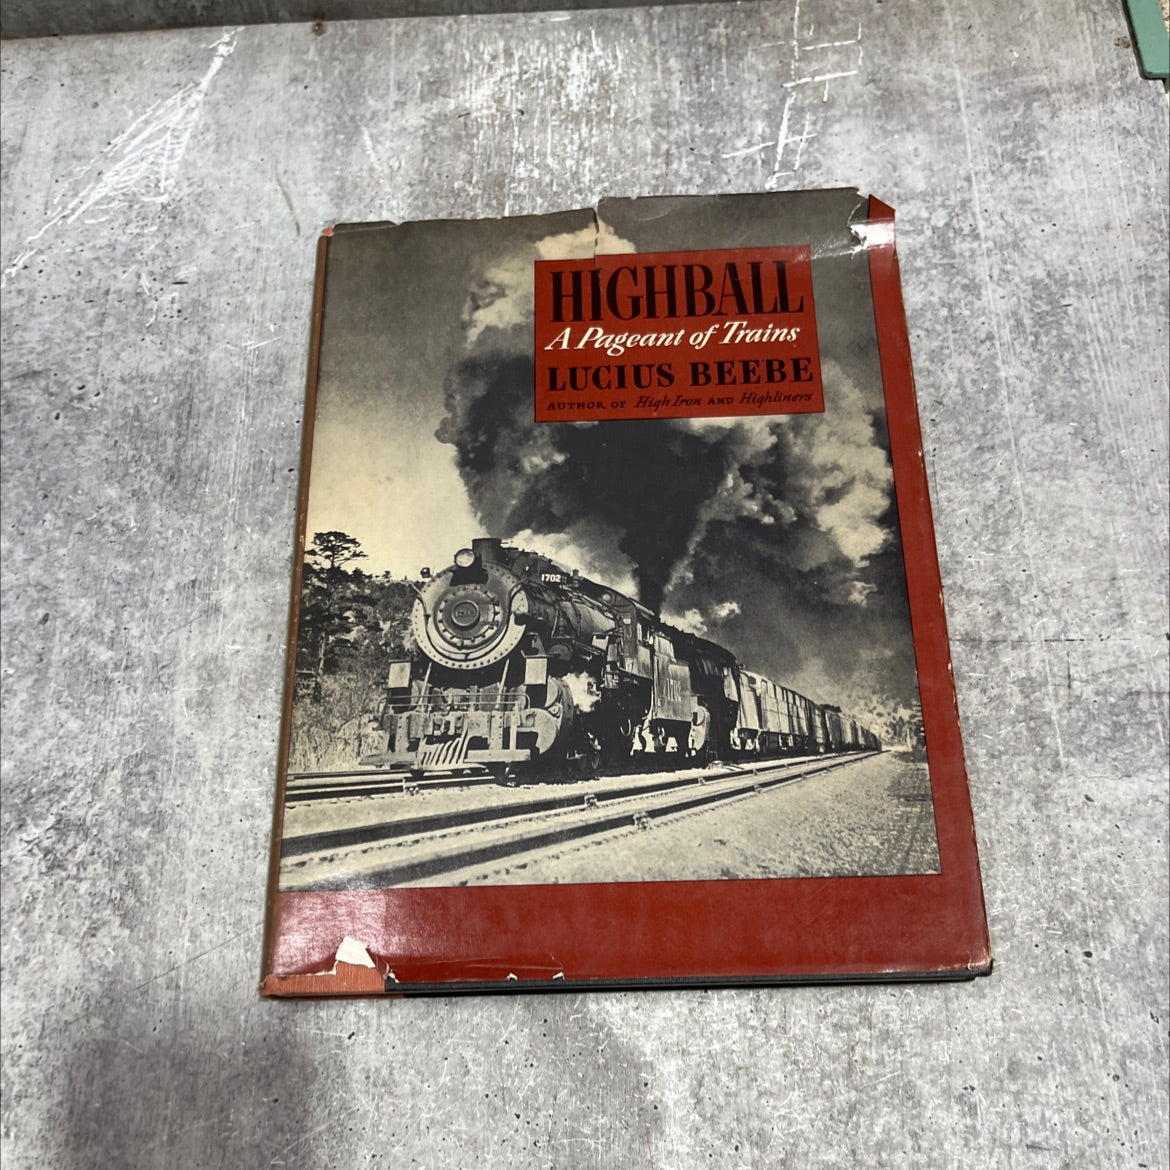 HIGHBALL
A Pageant of Trains
LUCIUS BEEBE
AUTHOR OF High Iron AND Highliners
1702